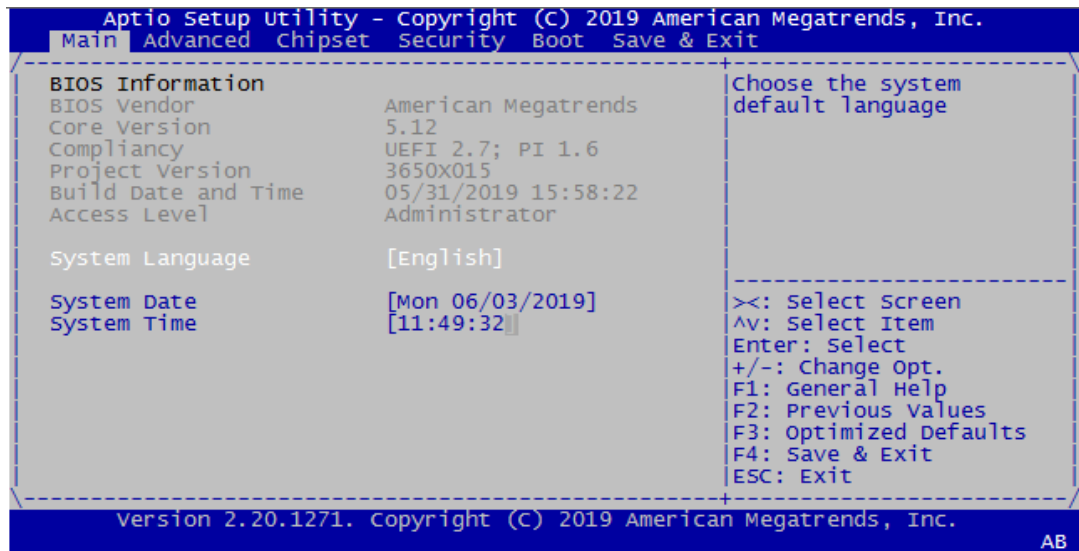 Aptio Setup Utility - Copyright (C) 2019 American Megatrends, Inc.
Main Advanced Chipset Security Boot Save & Exit
BIOS Information
BIOS Vendor American Megatrends
Core Version 5.12
Compliancy UEFI 2.7; PI 1.6
Project Version 3650X015
Build Date and Time 05/31/2019 15:58:22
Access Level Administrator
System Language [English]
System Date [Mon 06/03/2019]
System Time [11:49:32]
Choose the system
default language
><: Select Screen
^v: Select Item
Enter: Select
+/-: Change Opt.
F1: General Help
F2: Previous Values
F3: Optimized Defaults
F4: Save & Exit
ESC: Exit
Version 2.20.1271. Copyright (C) 2019 American Megatrends, Inc.
AB